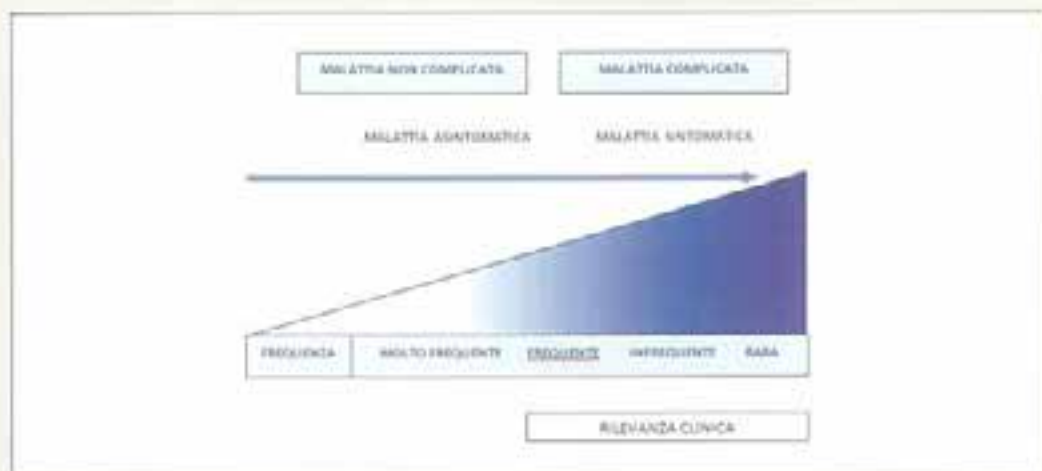 MALATTIA NON COMPLICATA MALATTIA COMPLICATA
MALATTIA ASINTOMATICA MALATTIA SINTOMATICA
FREQUENZA MOLTO FREQUENTE FREQUENTE INFREQUENTE RARA
RILEVANZA CLINICA